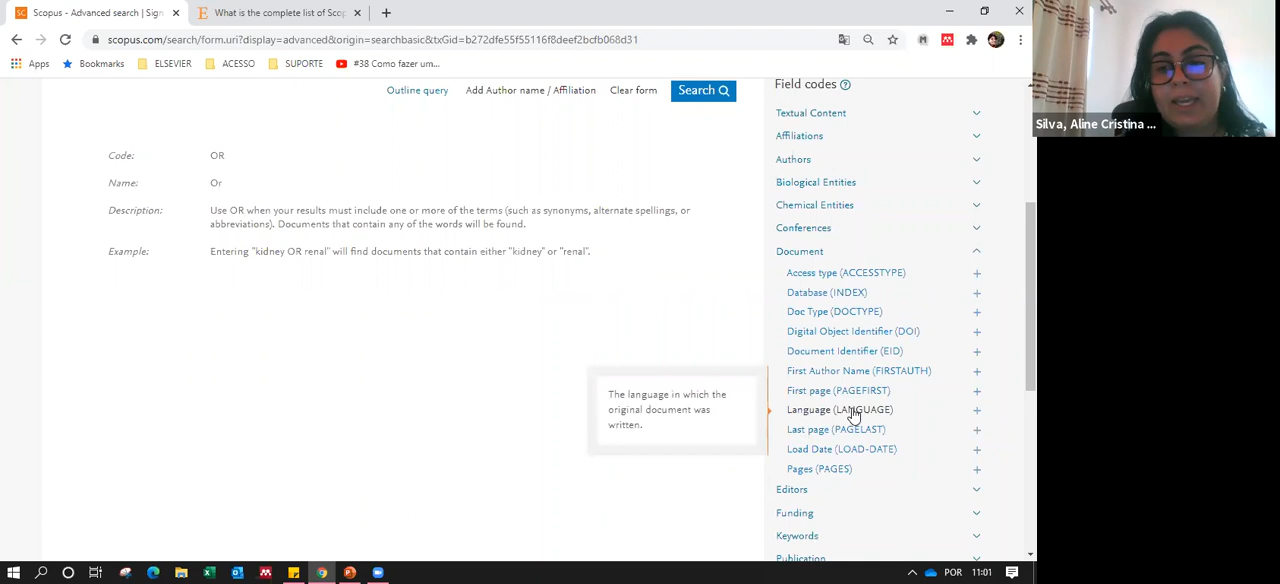 Scopus - Advanced search | Sign
What is the complete list of Scop
scopus.com/search/form.uri?display=advanced&origin=searchbasic&txGid=b272dfe55f55116f8deef2bcfb068d31
Apps Bookmarks ELSEVIER ACESSO SUPORTE #38 Como fazer um...
Silva, Aline Cristina ...
Outline query Add Author name / Affiliation Clear form Search
Code: OR
Name: Or
Description: Use OR when your results must include one or more of the terms (such as synonyms, alternate spellings, or
abbreviations). Documents that contain any of the words will be found.
Example: Entering "kidney OR renal" will find documents that contain either "kidney" or "renal".
The language in which the
original document was
written.
Field codes
Textual Content
Affiliations
Authors
Biological Entities
Chemical Entities
Conferences
Document
Access type (ACCESSTYPE)
Database (INDEX)
Doc Type (DOCTYPE)
Digital Object Identifier (DOI)
Document Identifier (EID)
First Author Name (FIRSTAUTH)
First page (PAGEFIRST)
Language (LANGUAGE)
Last page (PAGELAST)
Load Date (LOAD-DATE)
Pages (PAGES)
Editors
Funding
Keywords
Publication
POR 11:01